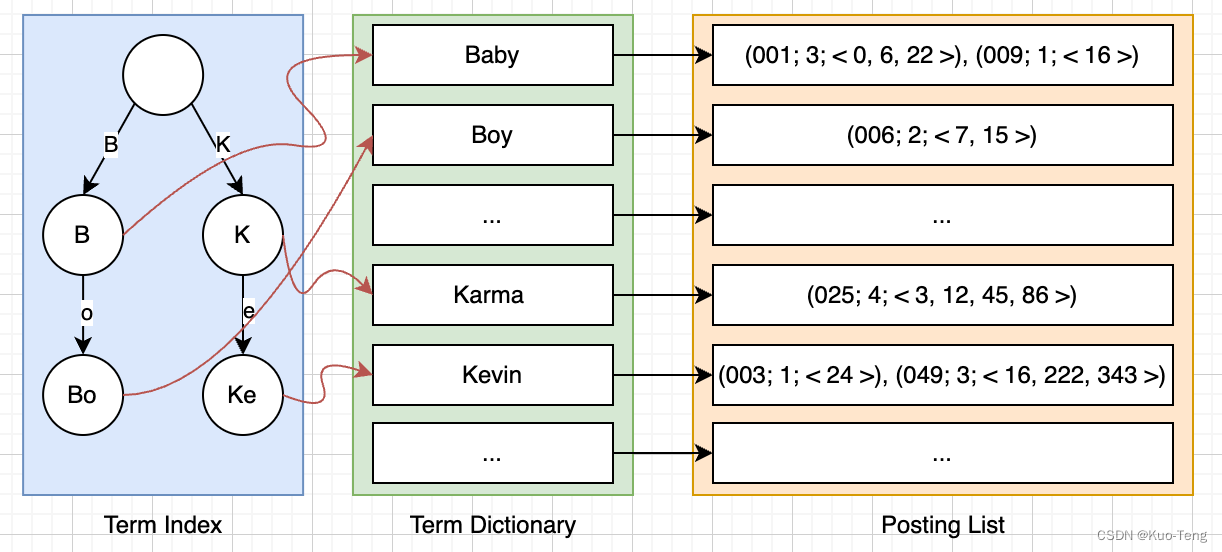 B
K
B
K
o
e
Bo
Ke
Term Index
Baby
Boy
...
Karma
Kevin
...
Term Dictionary
(001; 3; < 0, 6, 22 >), (009; 1; < 16 >)
(006; 2; < 7, 15 >)
...
(025; 4; < 3, 12, 45, 86 >)
(003; 1; < 24 >), (049; 3; < 16, 222, 343 >)
...
Posting List
CSDN @Kuo-Teng